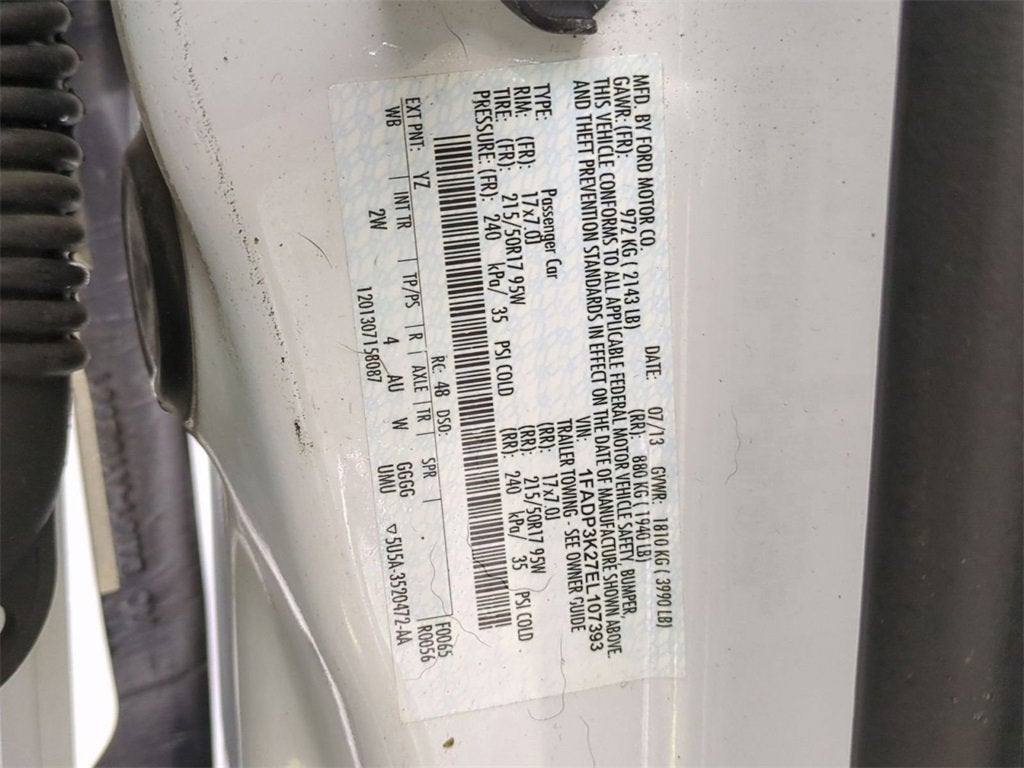 MFD. BY FORD MOTOR CO.
DATE: 07/13 GVWR: 1810 KG ( 3990 LB)
GAWR: (FR): 972 KG ( 2143 LB) (RR): 880 KG ( 1940 LB)
THIS VEHICLE CONFORMS TO ALL APPLICABLE FEDERAL MOTOR VEHICLE SAFETY, BUMPER,
AND THEFT PREVENTION STANDARDS IN EFFECT ON THE DATE OF MANUFACTURE SHOWN ABOVE.
VIN: 1FADP3K27EL107393
TYPE: Passenger Car TRAILER TOWING - SEE OWNER GUIDE
RIM: (FR): 17x7.0J (RR): 17x7.0J
TIRE: (FR): 215/50R17 95W (RR): 215/50R17 95W
PRESSURE: (FR): 240 kPa/ 35 PSI COLD (RR): 240 kPa/ 35 PSI COLD
F0065
EXT PNT: YZ RC: 48 DSO: R0056
WB INT TR TP/PS R AXLE TR SPR
2W 4 AU W GGGG
UMU
120130715B087 ▽5U5A-3520472-AA